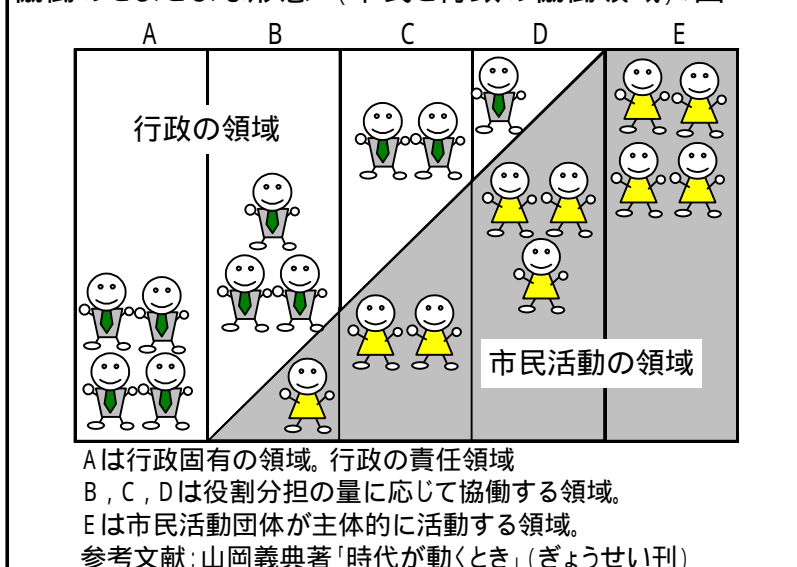 A B C D E
行政の領域
市民活動の領域
Aは行政固有の領域。行政の責任領域
B,C,Dは役割分担の量に応じて協働する領域。
Eは市民活動団体が主体的に活動する領域。
参考文献:山岡義典著「時代が動くとき」(ぎょうせい刊)